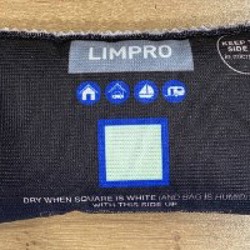 LIMPRO
KEEP
SIDE
DRY WHEN SQUARE IS WHITE (AND BAG IS HUMID)
WITH THIS SIDE UP